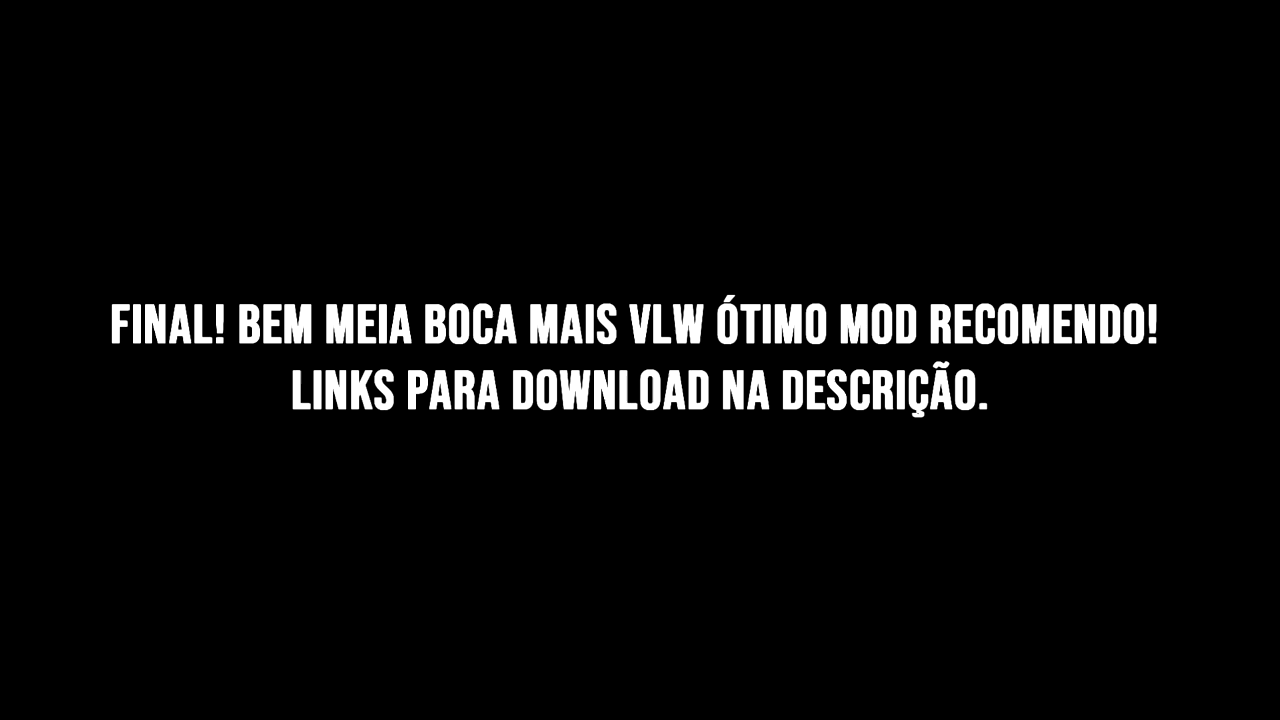 FINAL! BEM MEIA BOCA MAIS VLW ÓTIMO MOD RECOMENDO!
LINKS PARA DOWNLOAD NA DESCRIÇÃO.